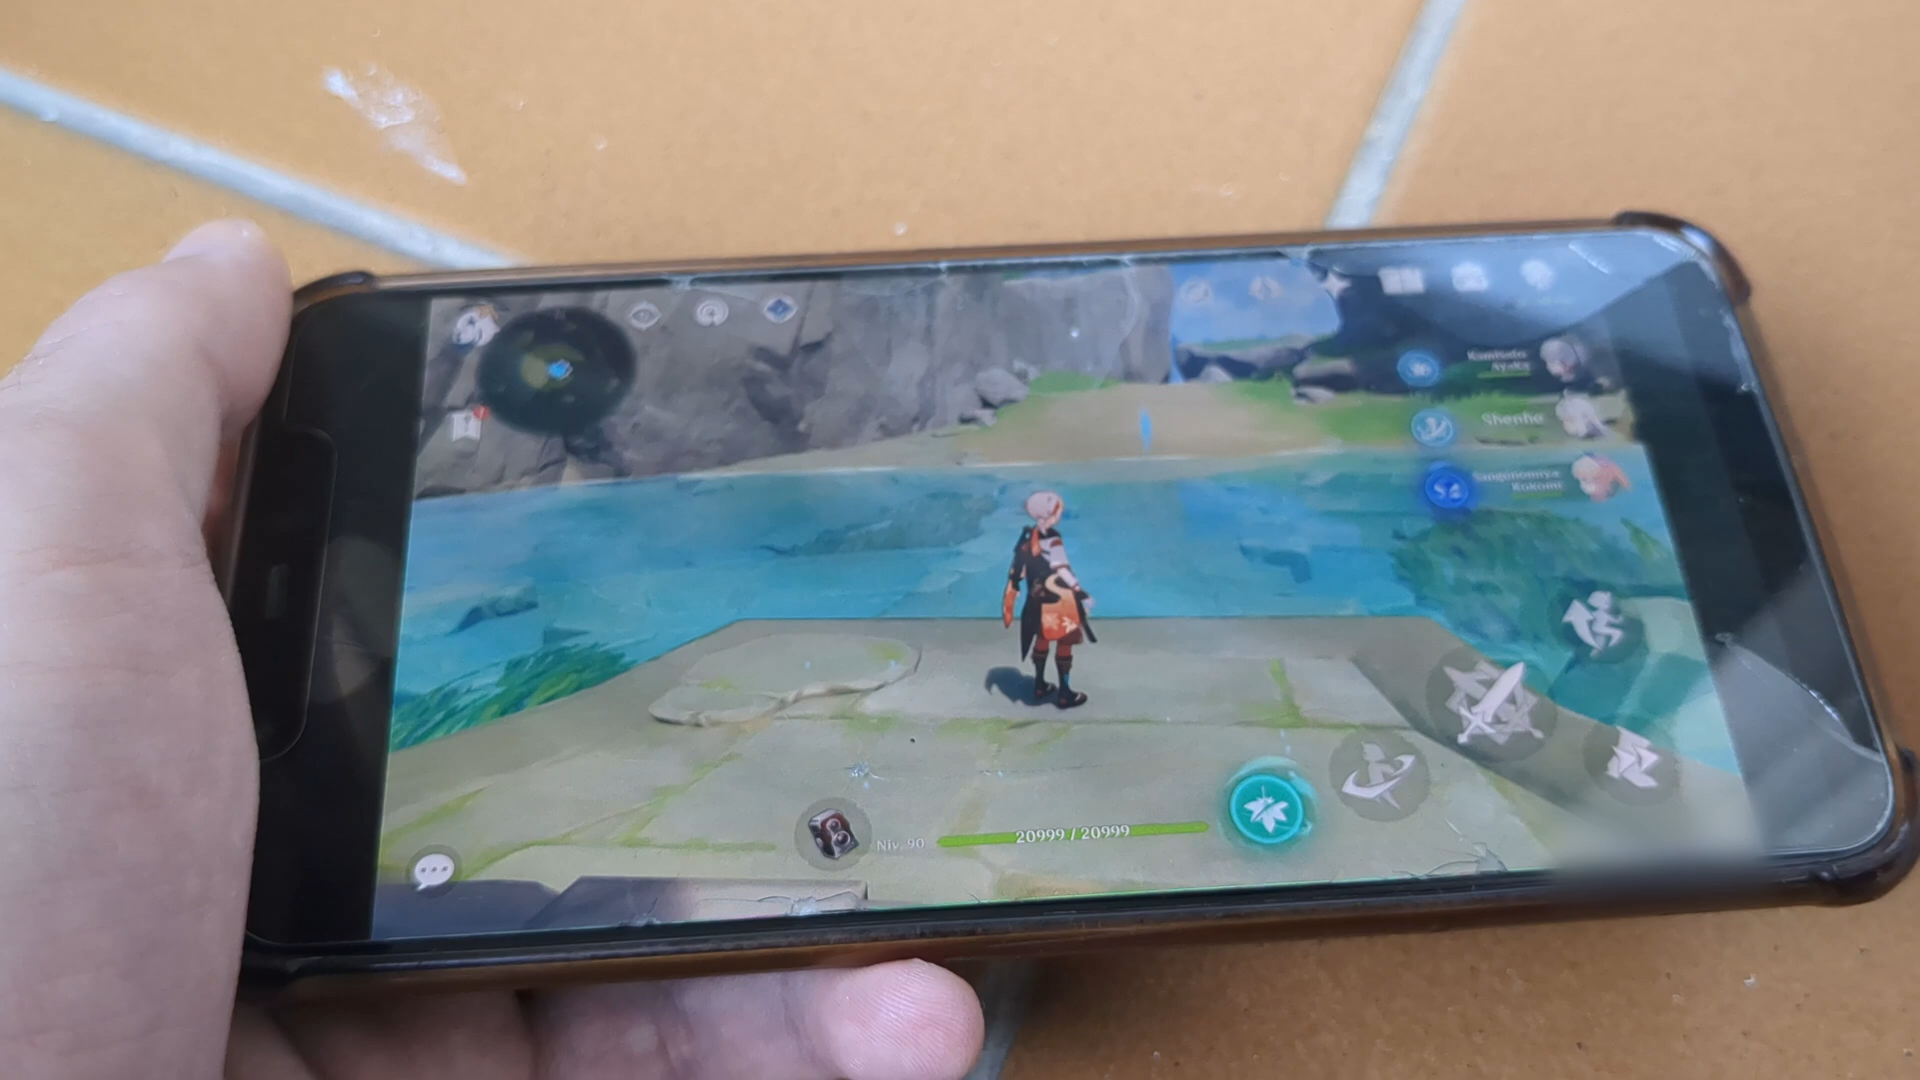 Kamisato
Ayaka
Shenhe
Sangonomiya
Kokomi
Niv. 90
20999 / 20999